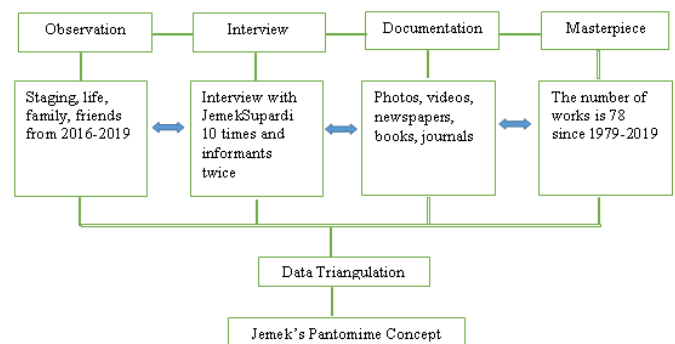 Observation
Interview
Documentation
Masterpiece
Staging, life,
family, friends
from 2016-2019
Interview with
JemekSupardi
10 times and
informants
twice
Photos, videos,
newspapers,
books, journals
The number of
works is 78
since 1979-2019
Data Triangulation
Jemek's Pantomime Concept